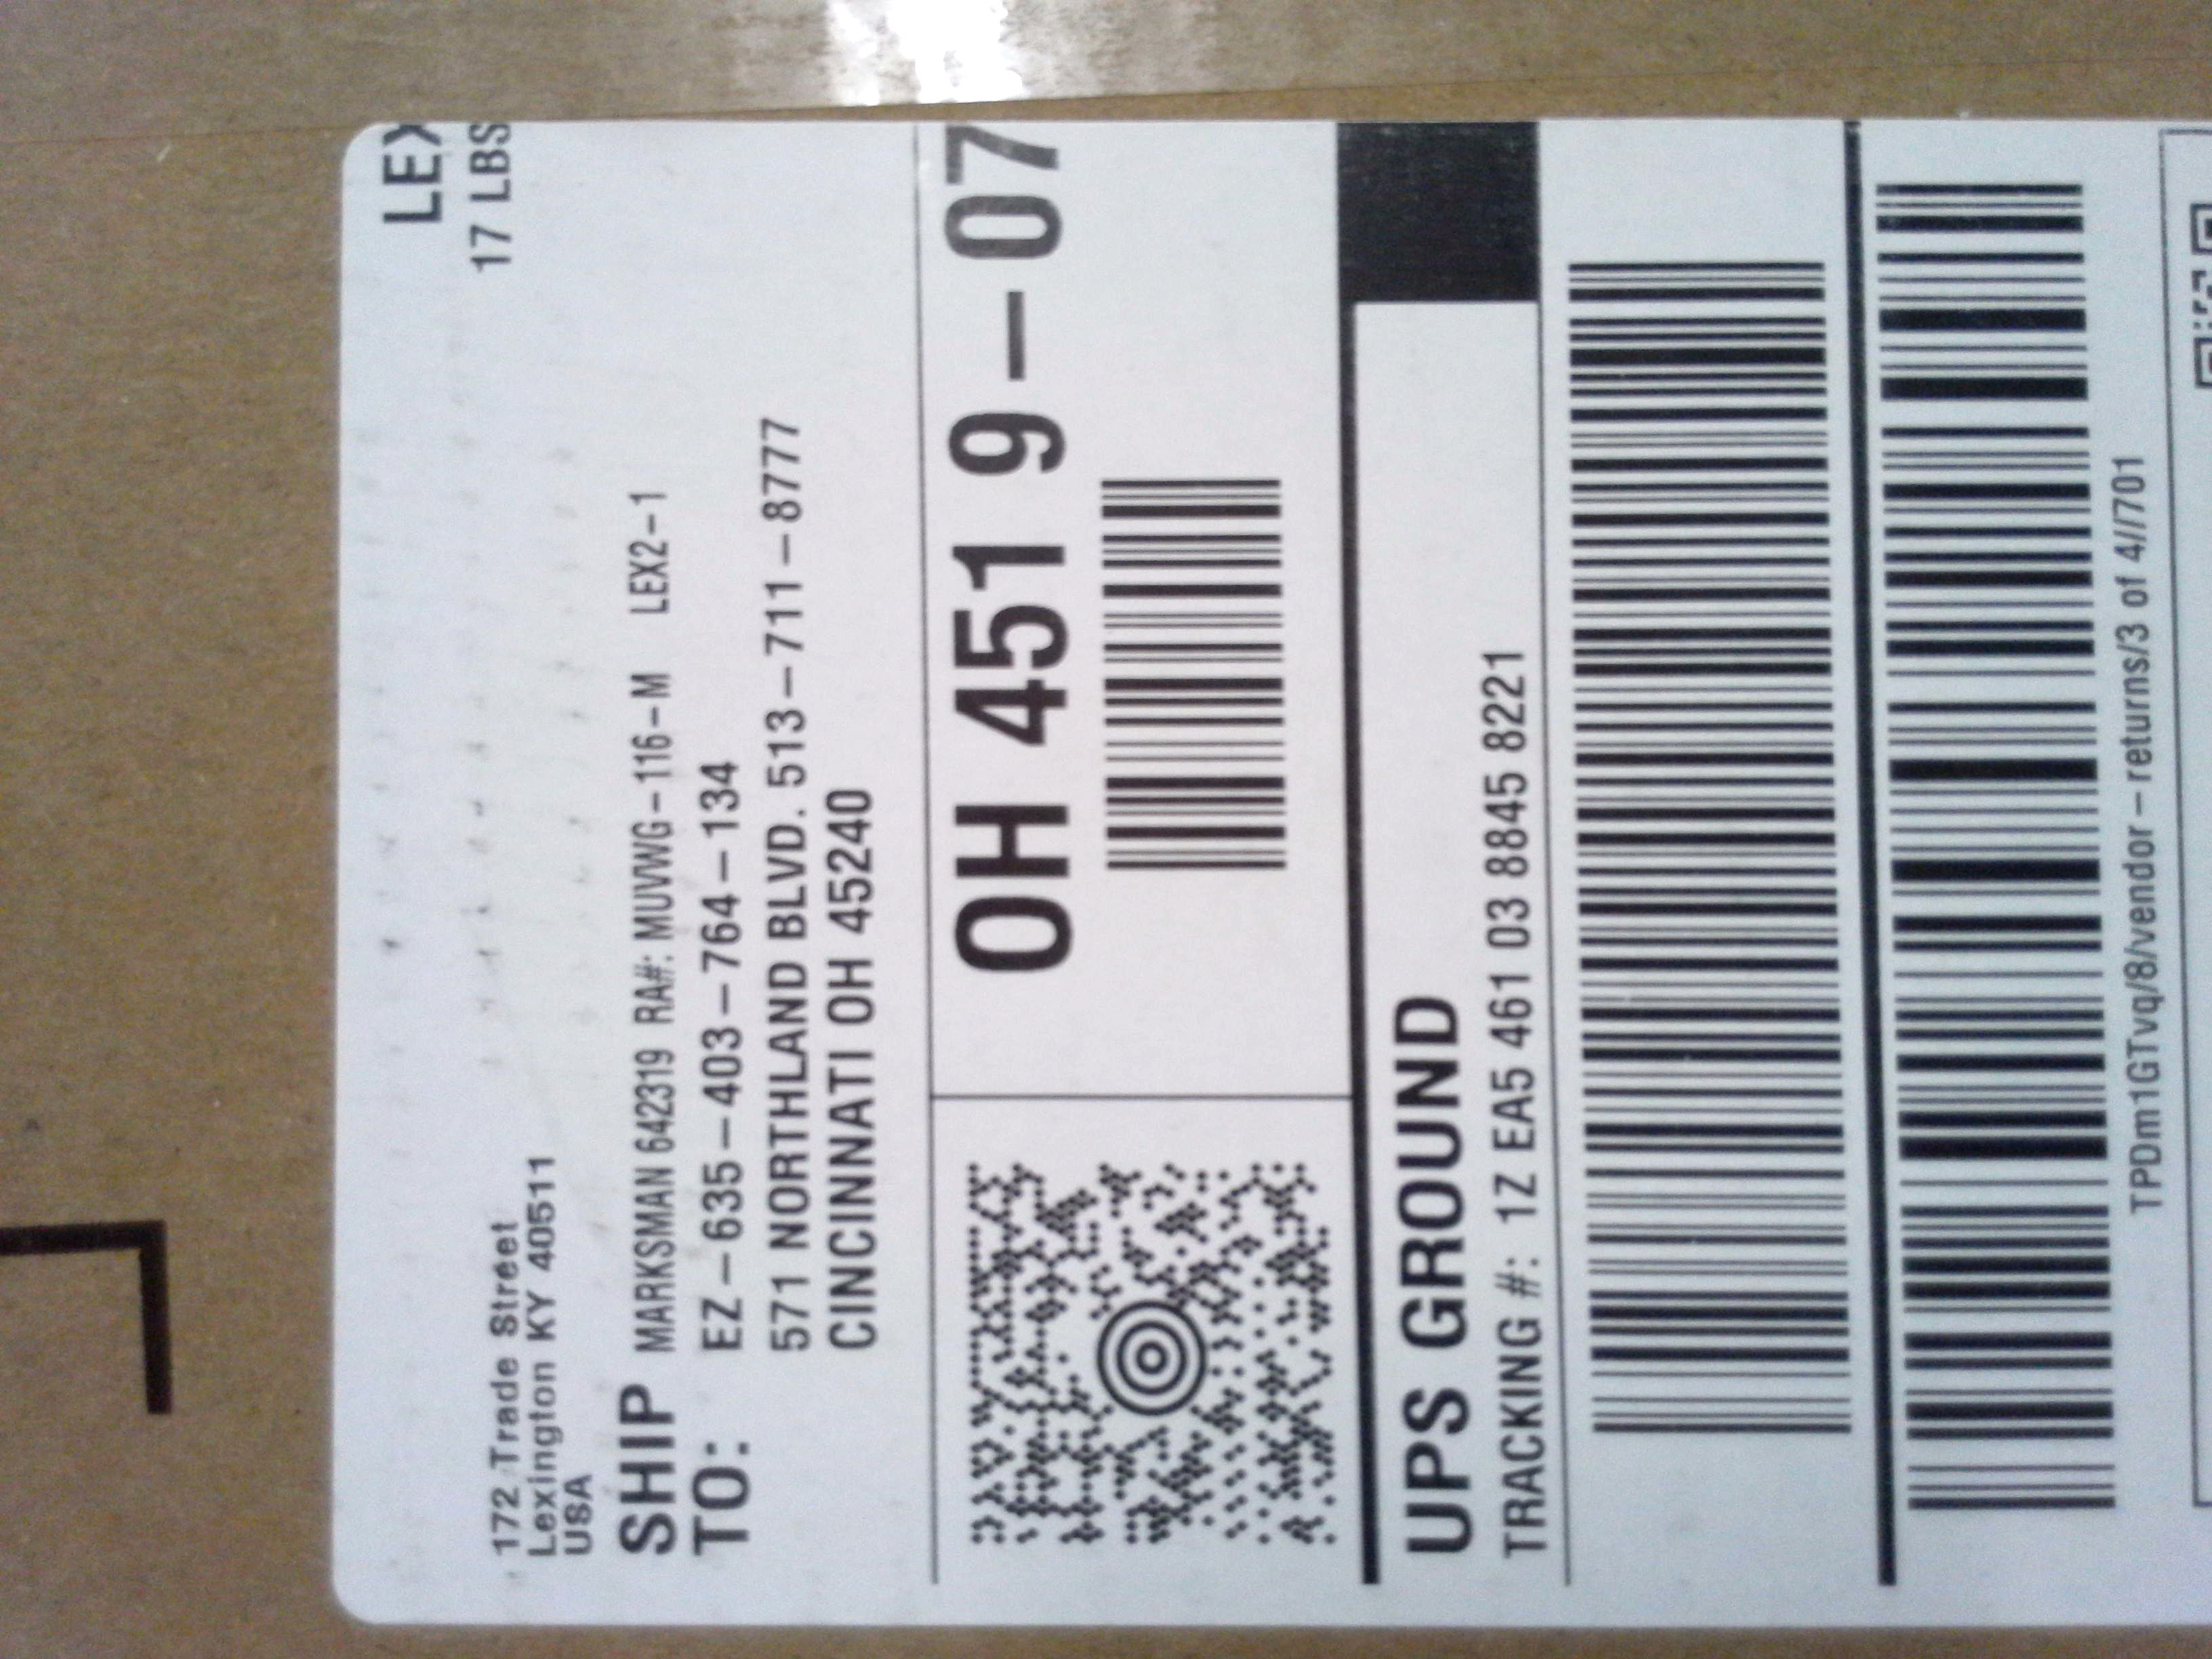 LEX
17 LBS
172 Trade Street
Lexington KY 40511
USA
SHIP
TO:
MARKSMAN 642319 RA#: MUVWG-116-M LEX2-1
EZ-635-403-764-134
571 NORTHLAND BLVD. 513-711-8777
CINCINNATI OH 45240
OH 451 9-07
UPS GROUND
TRACKING #: 1Z EA5 461 03 8845 8221
TPDm1GTvq/8/vendor-returns/3 of 4//701